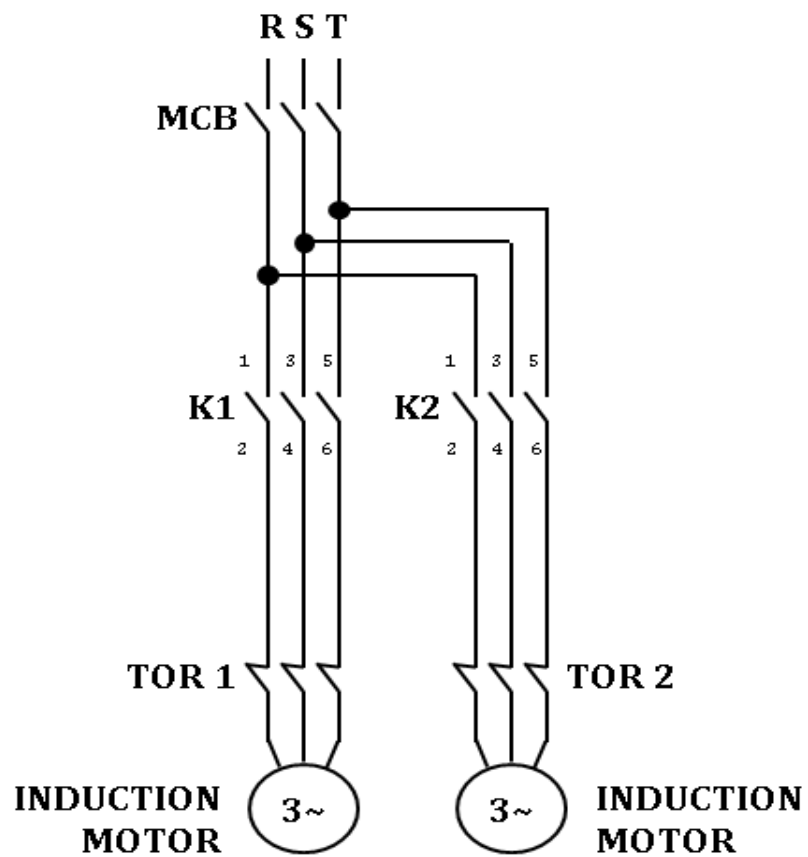 R S T
MCB
1 3 5
K1
2 4 6
1 3 5
K2
2 4 6
TOR 1
TOR 2
INDUCTION
MOTOR
3~
3~
INDUCTION
MOTOR